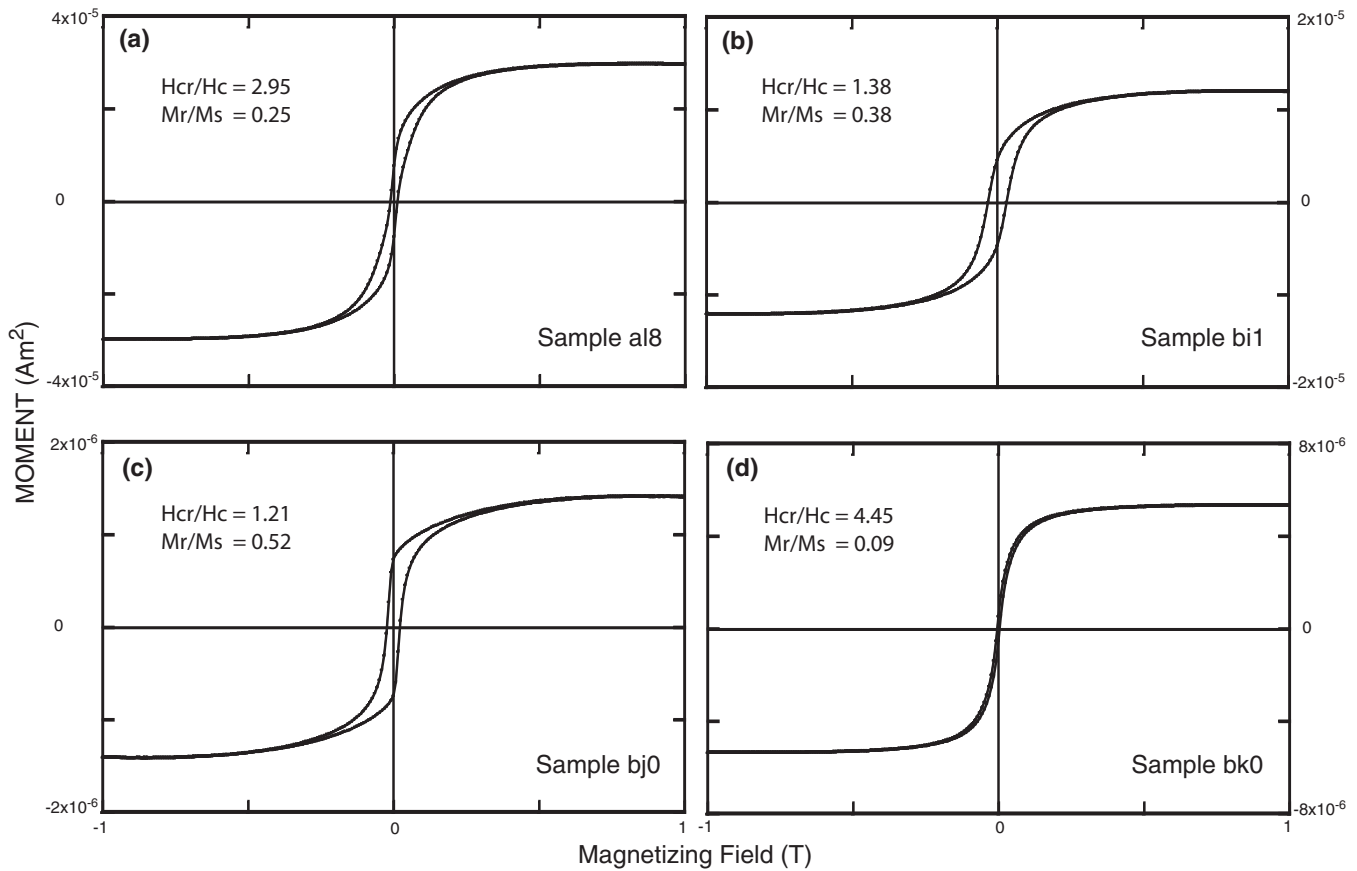 4x10-5
(a)
Hcr/Hc = 2.95
Mr/Ms = 0.25
0
Sample al8
-4x10-5
2x10-5
(b)
Hcr/Hc = 1.38
Mr/Ms = 0.38
0
Sample bi1
-2x10-5
MOMENT (Am2)
2x10-6
(c)
Hcr/Hc = 1.21
Mr/Ms = 0.52
0
Sample bj0
-2x10-6
-1
0
1
8x10-6
(d)
Hcr/Hc = 4.45
Mr/Ms = 0.09
0
Sample bk0
-8x10-6
-1
0
1
Magnetizing Field (T)